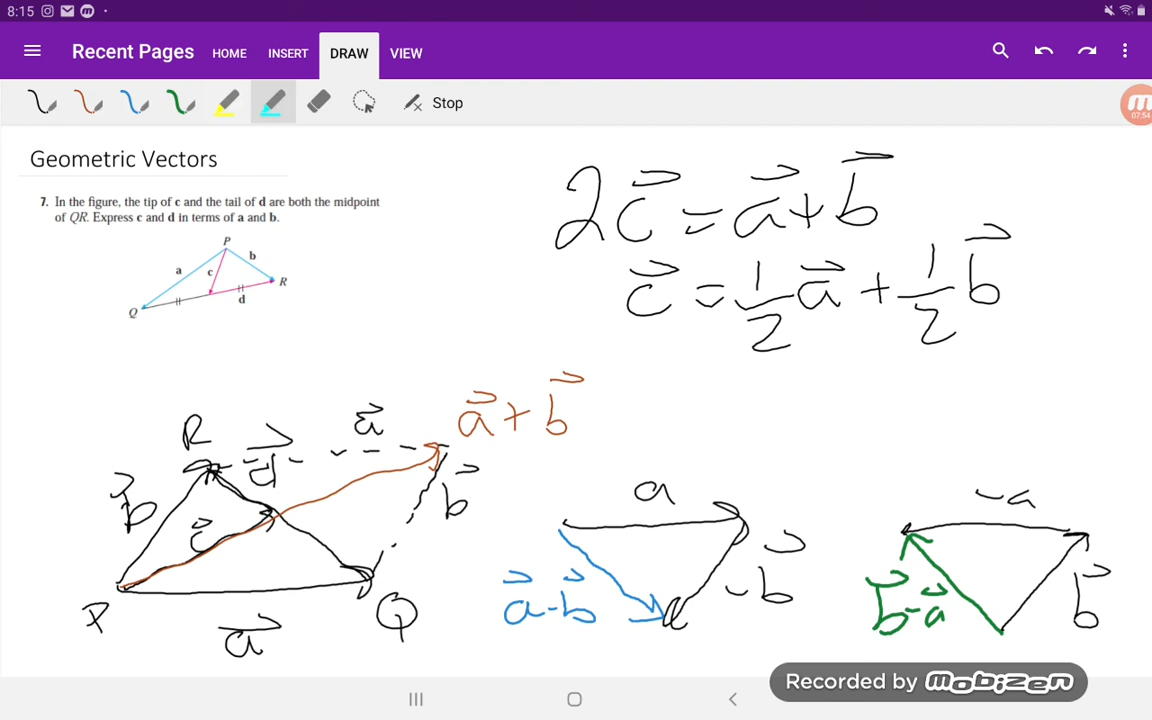 8:15
Recent Pages HOME INSERT DRAW VIEW
Stop
07:54
Geometric Vectors
7. In the figure, the tip of c and the tail of d are both the midpoint
of QR. Express c and d in terms of a and b.
P
a b
c
R
d
Q
2c = a + b
c = 1/2 a + 1/2 b
a + b
R
d
a
b
b
c
P
a
Q
a
-b
a-b
-a
b
b-a
Recorded by mobizen